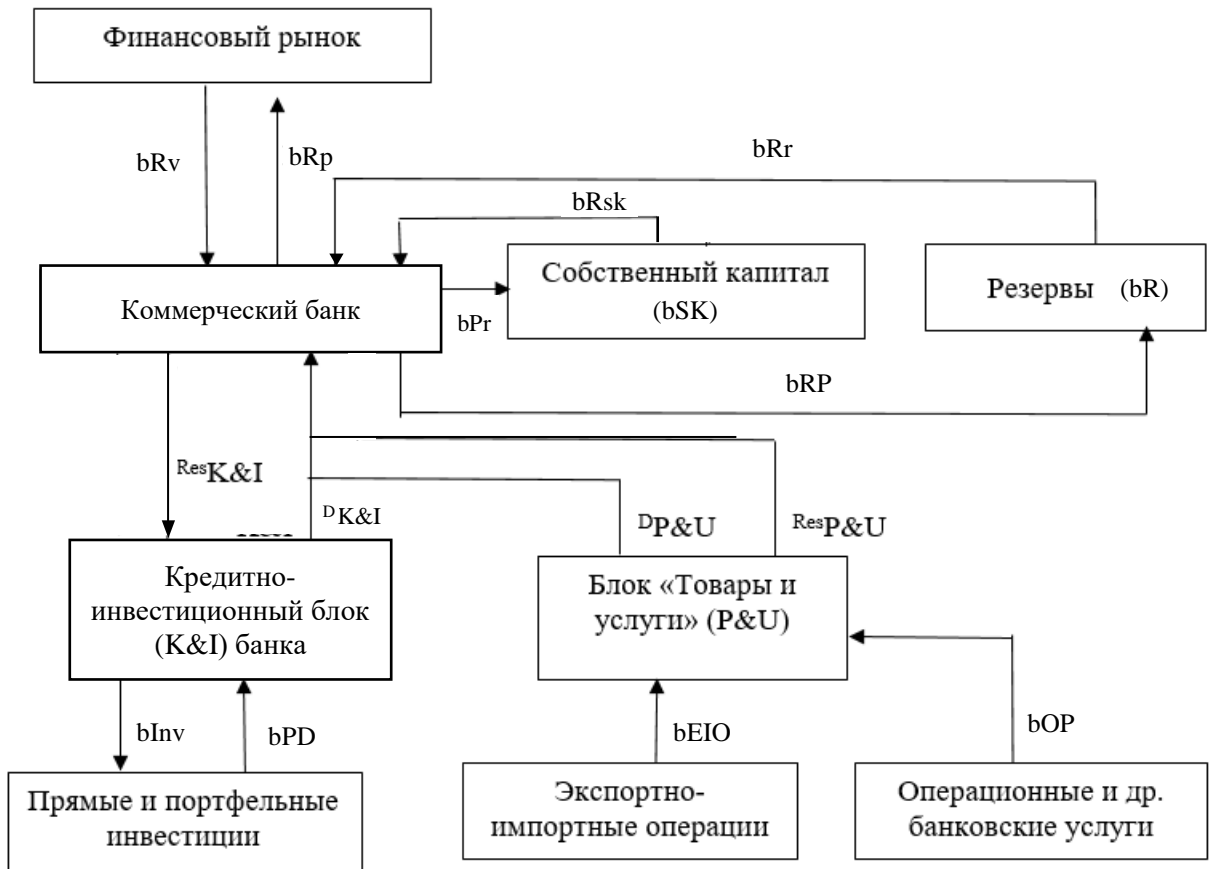 Финансовый рынок
bRv
bRp
bRr
bRsk
Коммерческий банк
bPr
Собственный капитал
(bSK)
Резервы (bR)
bRP
ResK&I
DK&I
DP&U
ResP&U
Кредитно-
инвестиционный блок
(K&I) банка
Блок «Товары и
услуги» (P&U)
bInv
bPD
bEIO
bOP
Прямые и портфельные
инвестиции
Экспортно-
импортные операции
Операционные и др.
банковские услуги